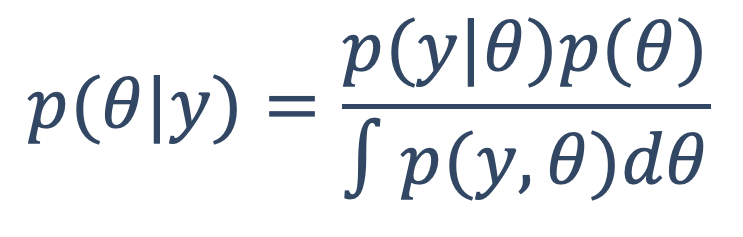 p(θ|y) = p(y|θ)p(θ) / ∫ p(y, θ)dθ